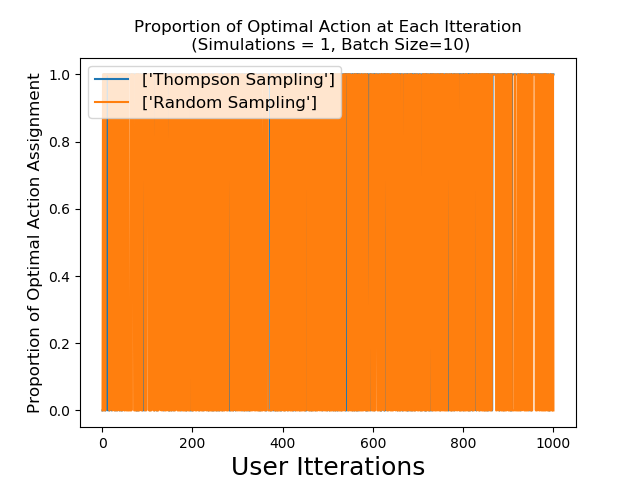 Proportion of Optimal Action at Each Itteration
(Simulations = 1, Batch Size=10)
['Thompson Sampling']
['Random Sampling']
Proportion of Optimal Action Assignment
1.0
0.8
0.6
0.4
0.2
0.0
0 200 400 600 800 1000
User Itterations